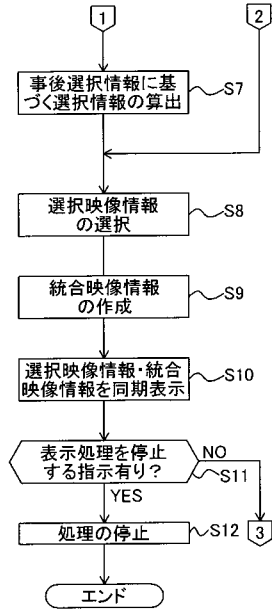 1
2
事後選択情報に基
づく選択情報の算出
S7
選択映像情報
の選択
S8
統合映像情報
の作成
S9
選択映像情報・統合
映像情報を同期表示
S10
表示処理を停止
する指示有り?
NO
S11
YES
処理の停止
S12
3
エンド